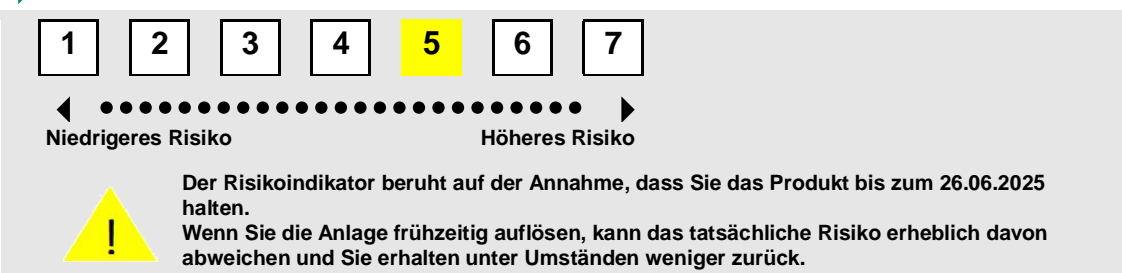 1 2 3 4 5 6 7
Niedrigeres Risiko Höheres Risiko
Der Risikoindikator beruht auf der Annahme, dass Sie das Produkt bis zum 26.06.2025
halten.
Wenn Sie die Anlage frühzeitig auflösen, kann das tatsächliche Risiko erheblich davon
abweichen und Sie erhalten unter Umständen weniger zurück.
!